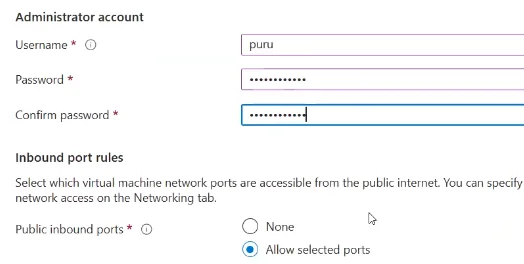 Administrator account
Username * puru
Password * ••••••••••••
Confirm password * ••••••••••••
Inbound port rules
Select which virtual machine network ports are accessible from the public internet. You can specify
network access on the Networking tab.
Public inbound ports * None
Allow selected ports